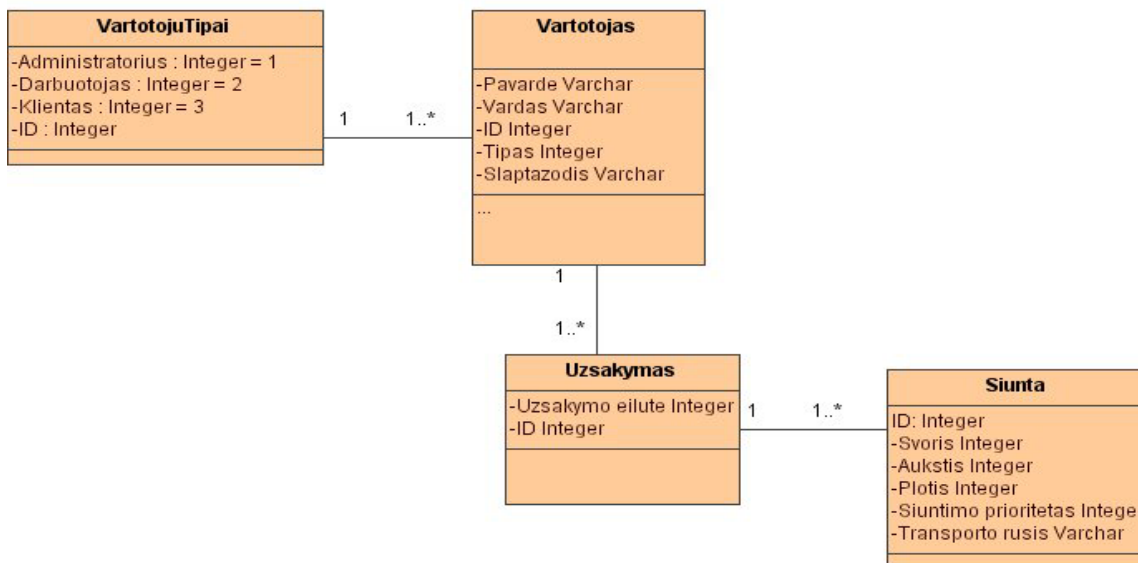 VartotojuTipai
-Administratorius : Integer = 1
-Darbuotojas : Integer = 2
-Klientas : Integer = 3
-ID : Integer
1
1..*
Vartotojas
-Pavarde Varchar
-Vardas Varchar
-ID Integer
-Tipas Integer
-Slaptazodis Varchar
...
1
1..*
Uzsakymas
-Uzsakymo eilute Integer
-ID Integer
1
1..*
Siunta
ID: Integer
-Svoris Integer
-Aukstis Integer
-Plotis Integer
-Siuntimo prioritetas Intege
-Transporto rusis Varchar